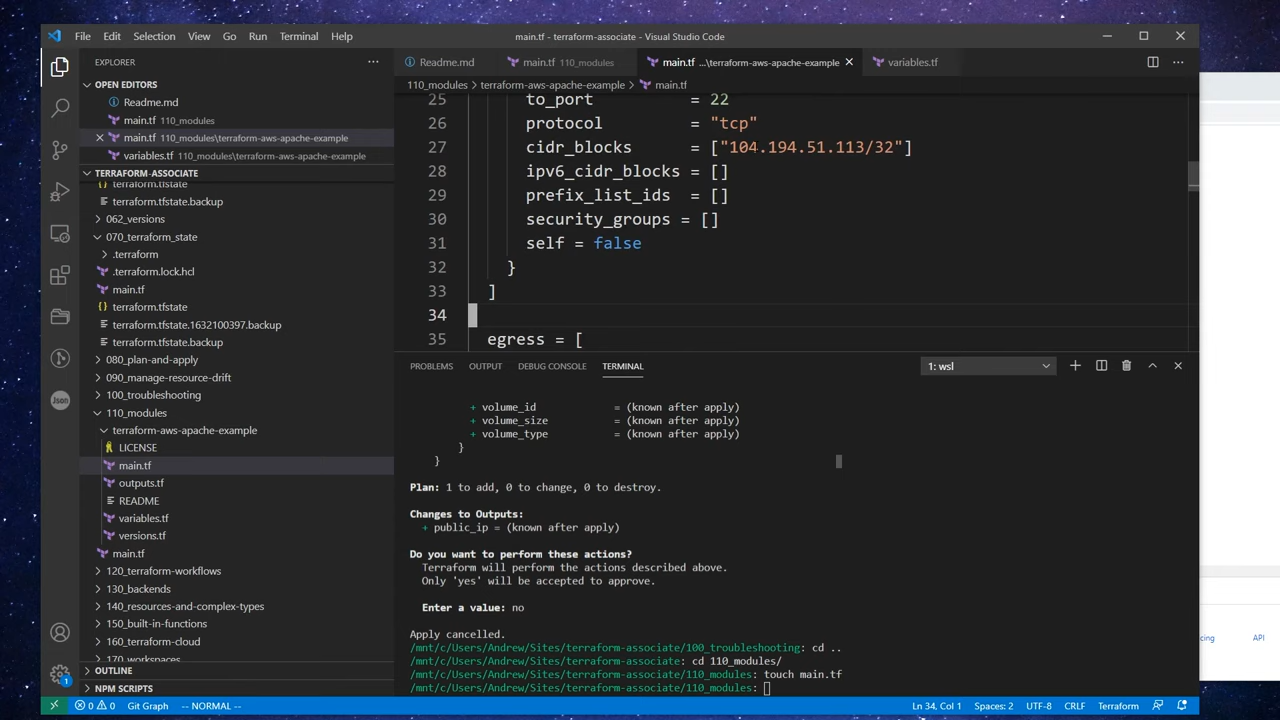 File Edit Selection View Go Run Terminal Help
main.tf - terraform-associate - Visual Studio Code
EXPLORER
OPEN EDITORS
Readme.md
main.tf 110_modules
main.tf 110_modules\terraform-aws-apache-example
variables.tf 110_modules\terraform-aws-apache-example
TERRAFORM-ASSOCIATE
terraform.tfstate
terraform.tfstate.backup
062_versions
070_terraform_state
.terraform
.terraform.lock.hcl
main.tf
terraform.tfstate
terraform.tfstate.1632100397.backup
terraform.tfstate.backup
080_plan-and-apply
090_manage-resource-drift
100_troubleshooting
110_modules
terraform-aws-apache-example
LICENSE
main.tf
outputs.tf
README
variables.tf
versions.tf
main.tf
120_terraform-workflows
130_backends
140_resources-and-complex-types
150_built-in-functions
160_terraform-cloud
170_workspaces
OUTLINE
NPM SCRIPTS
Json
1
Readme.md
main.tf 110_modules
main.tf ...\terraform-aws-apache-example
variables.tf
110_modules > terraform-aws-apache-example > main.tf
25 to_port = 22
26 protocol = "tcp"
27 cidr_blocks = ["104.194.51.113/32"]
28 ipv6_cidr_blocks = []
29 prefix_list_ids = []
30 security_groups = []
31 self = false
32 }
33 ]
34
35 egress = [
PROBLEMS OUTPUT DEBUG CONSOLE TERMINAL
1: wsl
+ volume_id = (known after apply)
+ volume_size = (known after apply)
+ volume_type = (known after apply)
}
}
Plan: 1 to add, 0 to change, 0 to destroy.
Changes to Outputs:
+ public_ip = (known after apply)
Do you want to perform these actions?
Terraform will perform the actions described above.
Only 'yes' will be accepted to approve.
Enter a value: no
Apply cancelled.
/mnt/c/Users/Andrew/Sites/terraform-associate/100_troubleshooting: cd ..
/mnt/c/Users/Andrew/Sites/terraform-associate: cd 110_modules/
/mnt/c/Users/Andrew/Sites/terraform-associate/110_modules: touch main.tf
/mnt/c/Users/Andrew/Sites/terraform-associate/110_modules:
0 0 Git Graph -- NORMAL --
Ln 34, Col 1 Spaces: 2 UTF-8 CRLF Terraform
API